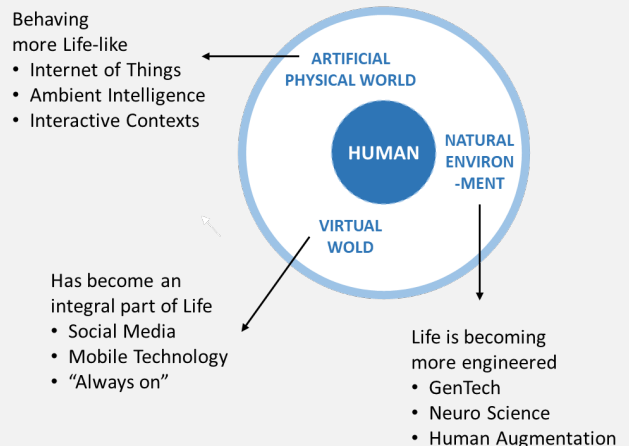 Behaving
more Life-like
• Internet of Things
• Ambient Intelligence
• Interactive Contexts
ARTIFICIAL
PHYSICAL WORLD
HUMAN
NATURAL
ENVIRON
-MENT
VIRTUAL
WOLD
Has become an
integral part of Life
• Social Media
• Mobile Technology
• “Always on”
Life is becoming
more engineered
• GenTech
• Neuro Science
• Human Augmentation